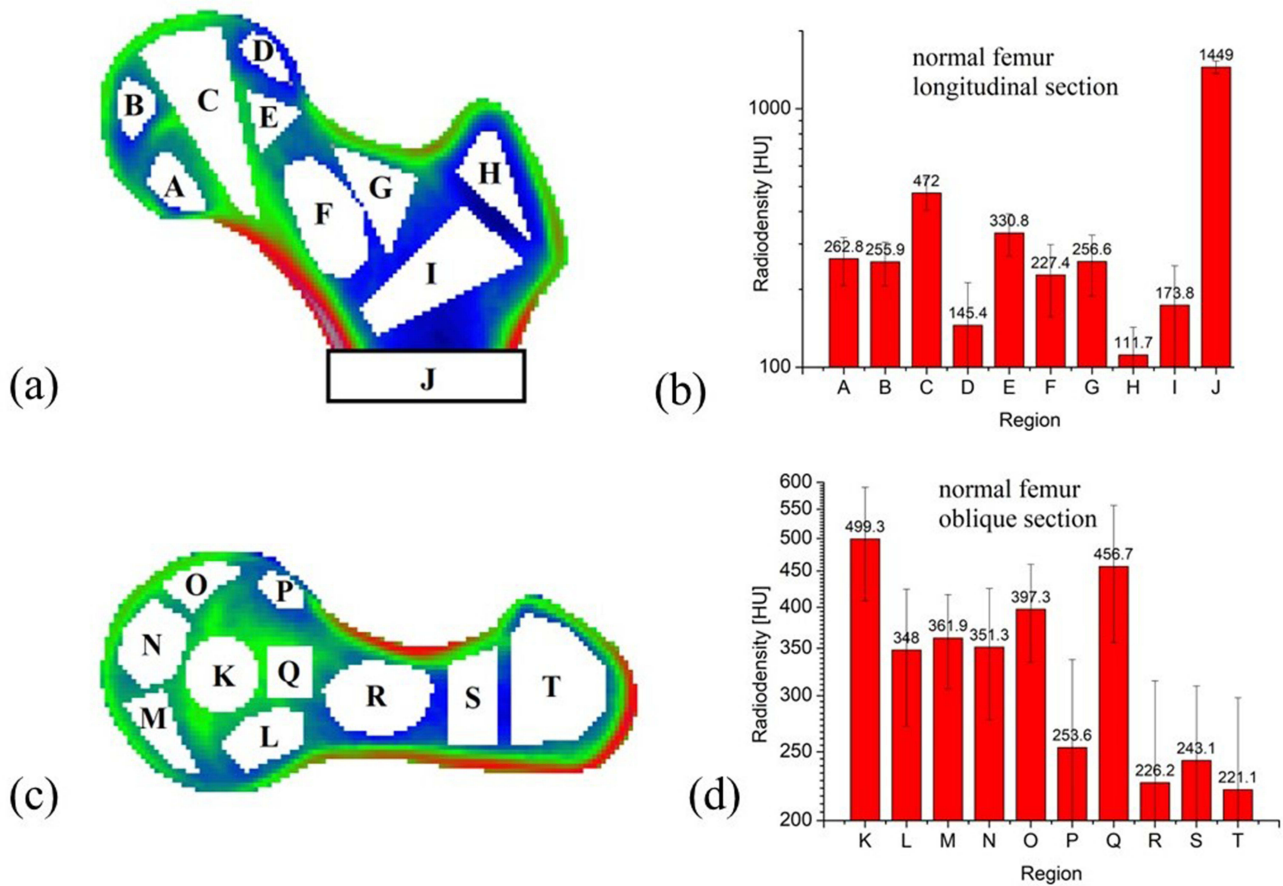 A
B
C
D
E
F
G
H
I
J
(a)
normal femur
longitudinal section
Radiodensity [HU]
1000
100
262.8
255.9
472
145.4
330.8
227.4
256.6
111.7
173.8
1449
A B C D E F G H I J
Region
(b)
O
P
N
K
Q
M
L
R
S
T
(c)
normal femur
oblique section
Radiodensity [HU]
600
500
450
400
350
300
250
200
499.3
348
361.9
351.3
397.3
253.6
456.7
226.2
243.1
221.1
K L M N O P Q R S T
Region
(d)